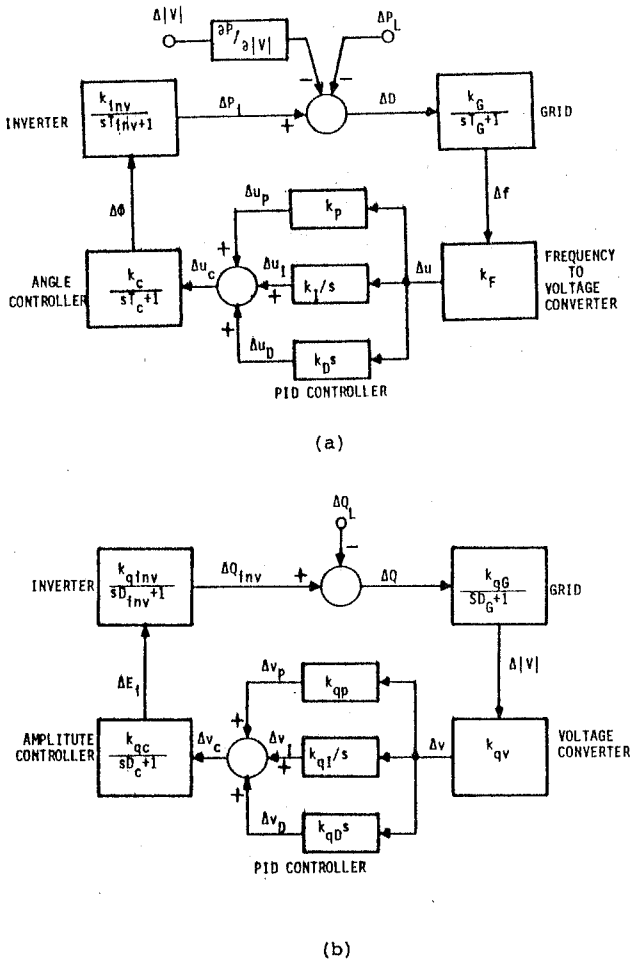 Δ|V|
∂P/∂|V|
ΔP_L
−
−
INVERTER
k_inv
sT_inv+1
ΔP_i
+
ΔD
k_G
sT_G+1
GRID
Δφ
Δf
Δu_p
k_p
+
ANGLE
CONTROLLER
k_c
sT_c+1
Δu_c
Δu_I
+
k_I/s
Δu
k_F
FREQUENCY
TO
VOLTAGE
CONVERTER
+
Δu_D
k_D s
PID CONTROLLER
(a)
ΔQ_L
−
INVERTER
k_qinv
sD_inv+1
ΔQ_inv
+
ΔQ
k_qG
SD_G+1
GRID
ΔE_i
Δ|V|
Δv_p
k_qp
+
AMPLITUTE
CONTROLLER
k_qc
sD_c+1
Δv_c
Δv_I
+
k_qI/s
Δv
k_qv
VOLTAGE
CONVERTER
+
Δv_D
k_qD s
PID CONTROLLER
(b)